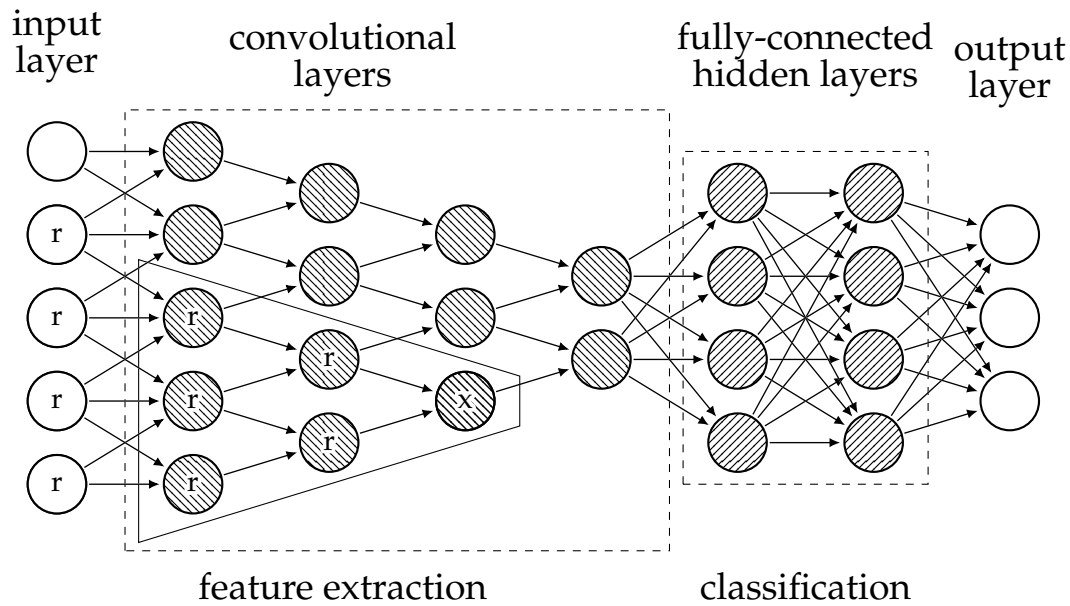 input
layer
convolutional
layers
fully-connected
hidden layers
output
layer
r
r
r
r
r
r
r
r
r
x
feature extraction
classification